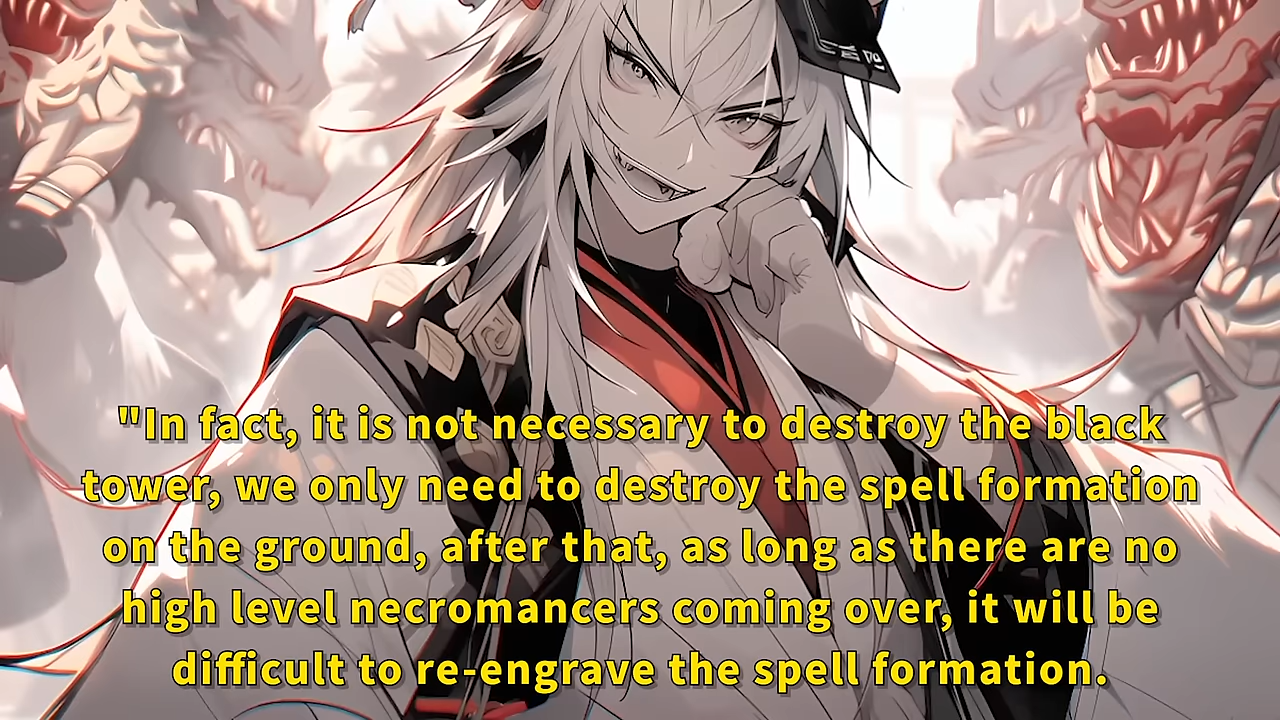 "In fact, it is not necessary to destroy the black
tower, we only need to destroy the spell formation
on the ground, after that, as long as there are no
high level necromancers coming over, it will be
difficult to re-engrave the spell formation.